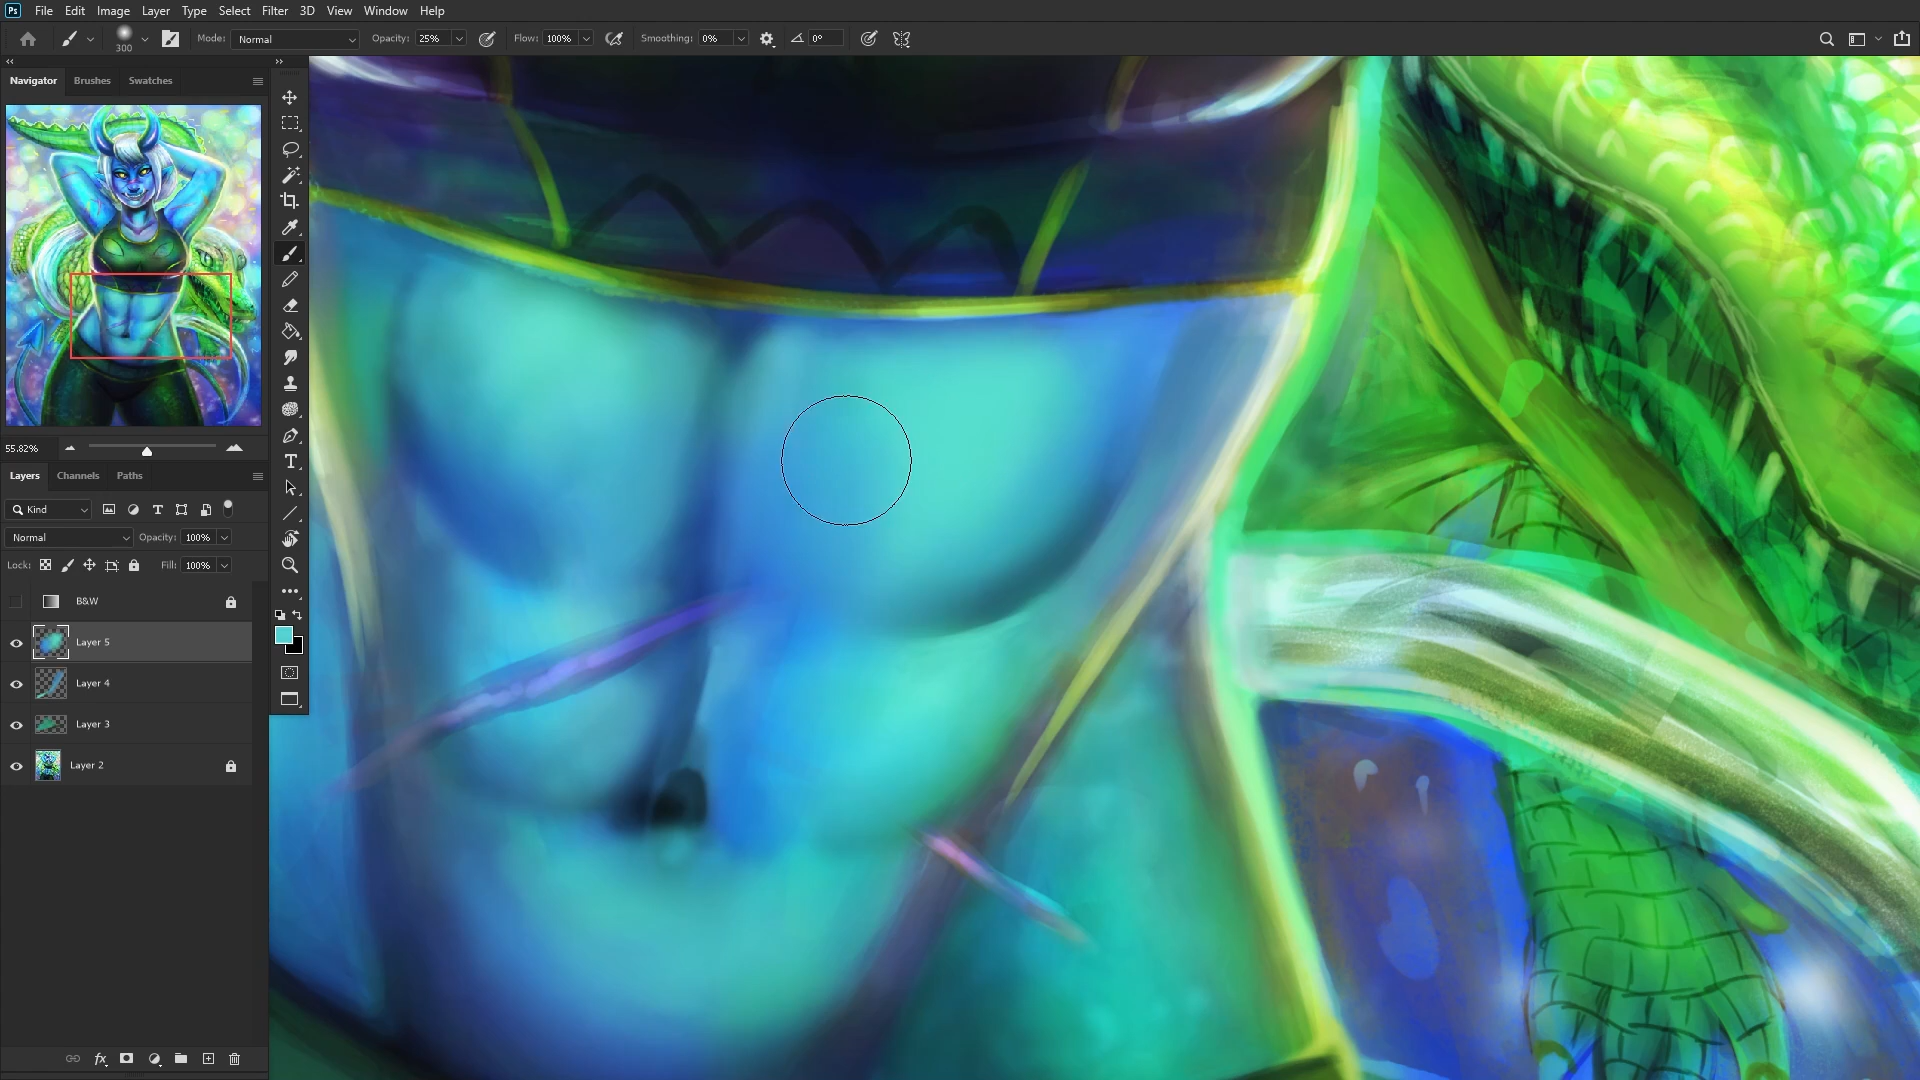 Ps File Edit Image Layer Type Select Filter 3D View Window Help
300 Mode: Normal Opacity: 25% Flow: 100% Smoothing: 0% 0°
Navigator Brushes Swatches
55.82%
Layers Channels Paths
Kind
Normal Opacity: 100%
Lock: Fill: 100%
B&W
Layer 5
Layer 4
Layer 3
Layer 2
fx